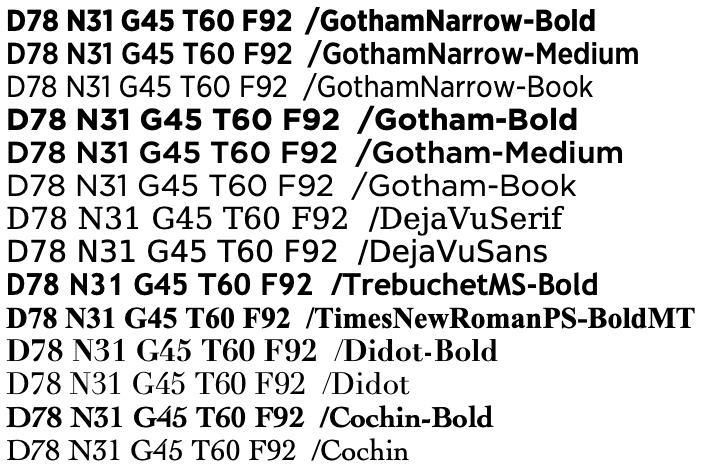 D78 N31 G45 T60 F92 /GothamNarrow-Bold
D78 N31 G45 T60 F92 /GothamNarrow-Medium
D78 N31 G45 T60 F92 /GothamNarrow-Book
D78 N31 G45 T60 F92 /Gotham-Bold
D78 N31 G45 T60 F92 /Gotham-Medium
D78 N31 G45 T60 F92 /Gotham-Book
D78 N31 G45 T60 F92 /DejaVuSerif
D78 N31 G45 T60 F92 /DejaVuSans
D78 N31 G45 T60 F92 /TrebuchetMS-Bold
D78 N31 G45 T60 F92 /TimesNewRomanPS-BoldMT
D78 N31 G45 T60 F92 /Didot-Bold
D78 N31 G45 T60 F92 /Didot
D78 N31 G45 T60 F92 /Cochin-Bold
D78 N31 G45 T60 F92 /Cochin